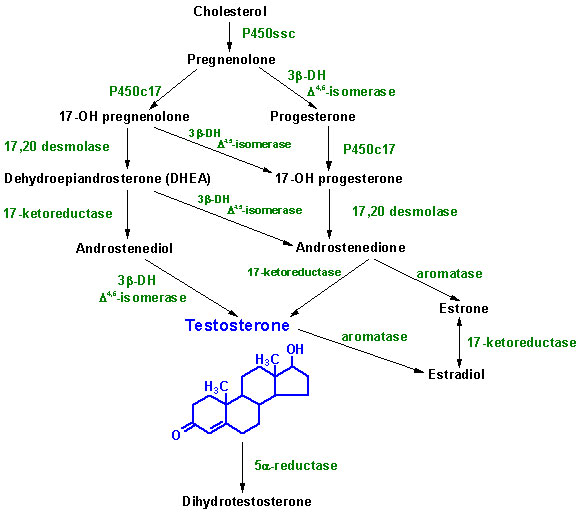 Cholesterol
P450ssc
Pregnenolone
3β-DH
P450c17
Δ4,6-isomerase
17-OH pregnenolone
Progesterone
3β-DH
17,20 desmolase
Δ4,5-isomerase
P450c17
Dehydroepiandrosterone (DHEA)
17-OH progesterone
3β-DH
17-ketoreductase
Δ4,5-isomerase
17,20 desmolase
Androstenediol
Androstenedione
3β-DH
17-ketoreductase
aromatase
Δ4,6-isomerase
Estrone
Testosterone
aromatase
17-ketoreductase
OH
H3C
Estradiol
H3C
O
5α-reductase
Dihydrotestosterone